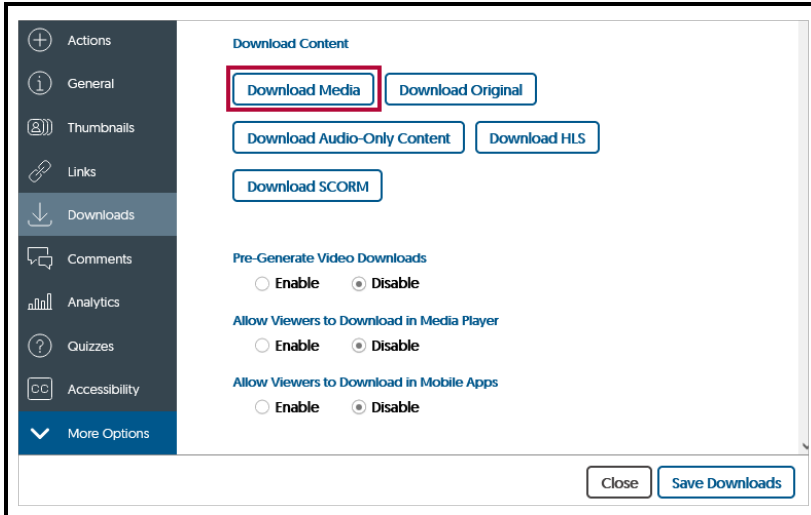 Actions
General
Thumbnails
Links
Downloads
Comments
Analytics
Quizzes
CC Accessibility
More Options
Download Content
Download Media Download Original
Download Audio-Only Content Download HLS
Download SCORM
Pre-Generate Video Downloads
Enable Disable
Allow Viewers to Download in Media Player
Enable Disable
Allow Viewers to Download in Mobile Apps
Enable Disable
Close Save Downloads